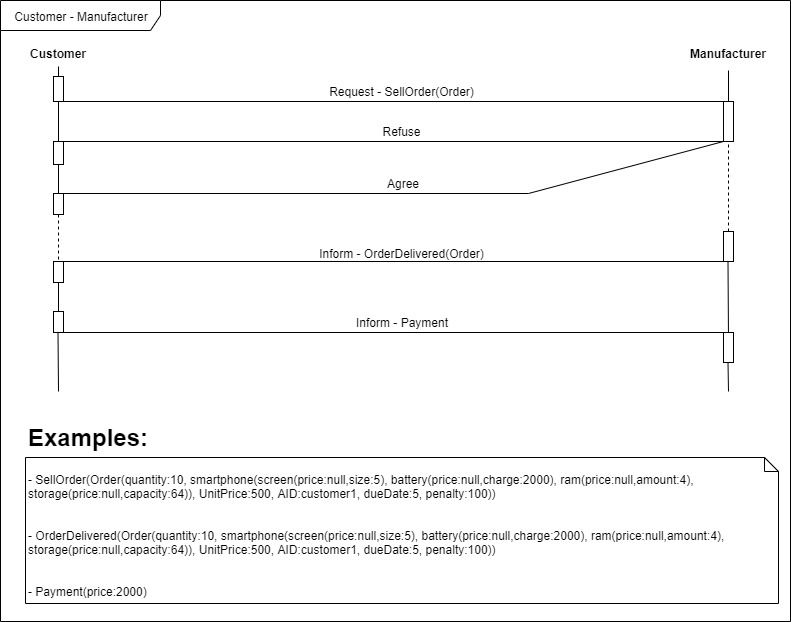 Customer - Manufacturer
Customer
Manufacturer
Request - SellOrder(Order)
Refuse
Agree
Inform - OrderDelivered(Order)
Inform - Payment
Examples:
- SellOrder(Order(quantity:10, smartphone(screen(price:null,size:5), battery(price:null,charge:2000), ram(price:null,amount:4),
storage(price:null,capacity:64)), UnitPrice:500, AID:customer1, dueDate:5, penalty:100))
- OrderDelivered(Order(quantity:10, smartphone(screen(price:null,size:5), battery(price:null,charge:2000), ram(price:null,amount:4),
storage(price:null,capacity:64)), UnitPrice:500, AID:customer1, dueDate:5, penalty:100))
- Payment(price:2000)